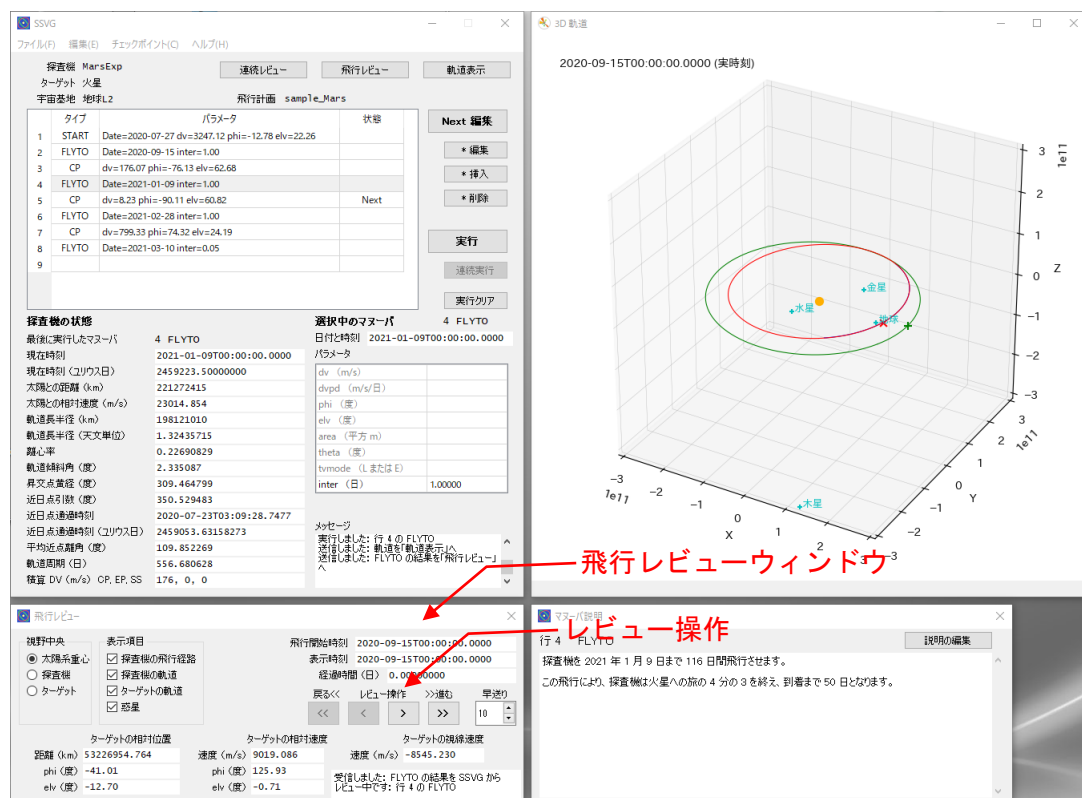 SSVG
ファイル(F) 編集(E) チェックポイント(C) ヘルプ(H)
探査機 MarsExp
連続レビュー 飛行レビュー 軌道表示
ターゲット 火星
宇宙基地 地球L2
飛行計画 sample_Mars
タイプ パラメータ 状態
1 START Date=2020-07-27 dv=3247.12 phi=-12.78 elv=22.26
2 FLYTO Date=2020-09-15 inter=1.00
3 CP dv=176.07 phi=-76.13 elv=62.68
4 FLYTO Date=2021-01-09 inter=1.00
5 CP dv=8.23 phi=-90.11 elv=60.82 Next
6 FLYTO Date=2021-02-28 inter=1.00
7 CP dv=799.33 phi=74.32 elv=24.19
8 FLYTO Date=2021-03-10 inter=0.05
9
Next 編集
* 編集
* 挿入
* 削除
実行
連続実行
実行クリア
探査機の状態
最後に実行したマヌーバ 4 FLYTO
現在時刻 2021-01-09T00:00:00.0000
現在時刻 (ユリウス日) 2459223.50000000
太陽との距離 (km) 221272415
太陽との相対速度 (m/s) 23014.854
軌道長半径 (km) 198121010
軌道長半径 (天文単位) 1.32435715
離心率 0.22690829
軌道傾斜角 (度) 2.335087
昇交点黄経 (度) 309.464799
近日点引数 (度) 350.529483
近日点通過時刻 2020-07-23T03:09:28.7477
近日点通過時刻 (ユリウス日) 2459053.63158273
平均近点離角 (度) 109.852269
軌道周期 (日) 556.680628
積算 DV (m/s) CP, EP, SS 176, 0, 0
選択中のマヌーバ 4 FLYTO
日付と時刻 2021-01-09T00:00:00.0000
パラメータ
dv (m/s)
dvpd (m/s/日)
phi (度)
elv (度)
area (平方 m)
theta (度)
tvmode (L または E)
inter (日) 1.00000
メッセージ
実行しました: 行 4 の FLYTO
送信しました: 軌道を「軌道表示」へ
送信しました: FLYTO の結果を「飛行レビュー」
へ
3D 軌道
2020-09-15T00:00:00.0000 (実時刻)
水星
金星
地球
木星
3
2
1
0
−1
−2
−3
1e11
Z
−3
−2
−1
0
1
2
3
1e11
X
−3
−2
−1
0
1
2
3
1e11
Y
飛行レビューウィンドウ
レビュー操作
飛行レビュー
視野中央
太陽系重心
探査機
ターゲット
表示項目
探査機の飛行経路
探査機の軌道
ターゲットの軌道
惑星
飛行開始時刻 2020-09-15T00:00:00.0000
表示時刻 2020-09-15T00:00:00.0000
経過時間 (日) 0.00000000
戻る<< レビュー操作 >>進む 早送り
<< < > >> 10
ターゲットの相対位置
距離 (km) 53226954.764
phi (度) -41.01
elv (度) -12.70
ターゲットの相対速度
速度 (m/s) 9019.086
phi (度) 125.93
elv (度) -0.71
ターゲットの視線速度
速度 (m/s) -8545.230
受信しました: FLYTO の結果を SSVG から
レビュー中です: 行 4 の FLYTO
マヌーバ説明
行 4 FLYTO
説明の編集
探査機を 2021 年 1 月 9 日まで 116 日間飛行させます。
この飛行により、探査機は火星への旅の 4 分の 3 を終え、到着まで 50 日となります。